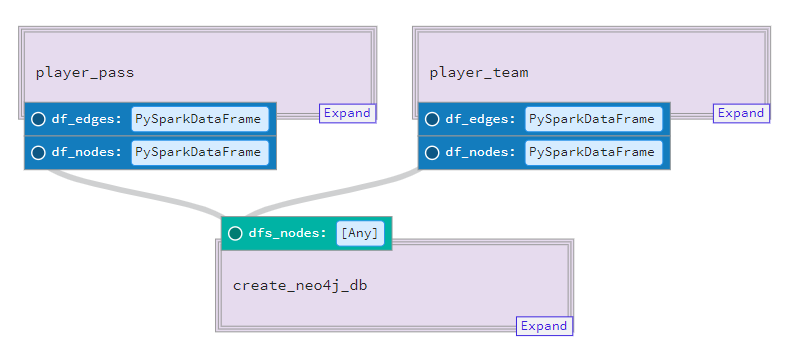 player_pass
Expand
df_edges: PySparkDataFrame
df_nodes: PySparkDataFrame
player_team
Expand
df_edges: PySparkDataFrame
df_nodes: PySparkDataFrame
dfs_nodes: [Any]
create_neo4j_db
Expand